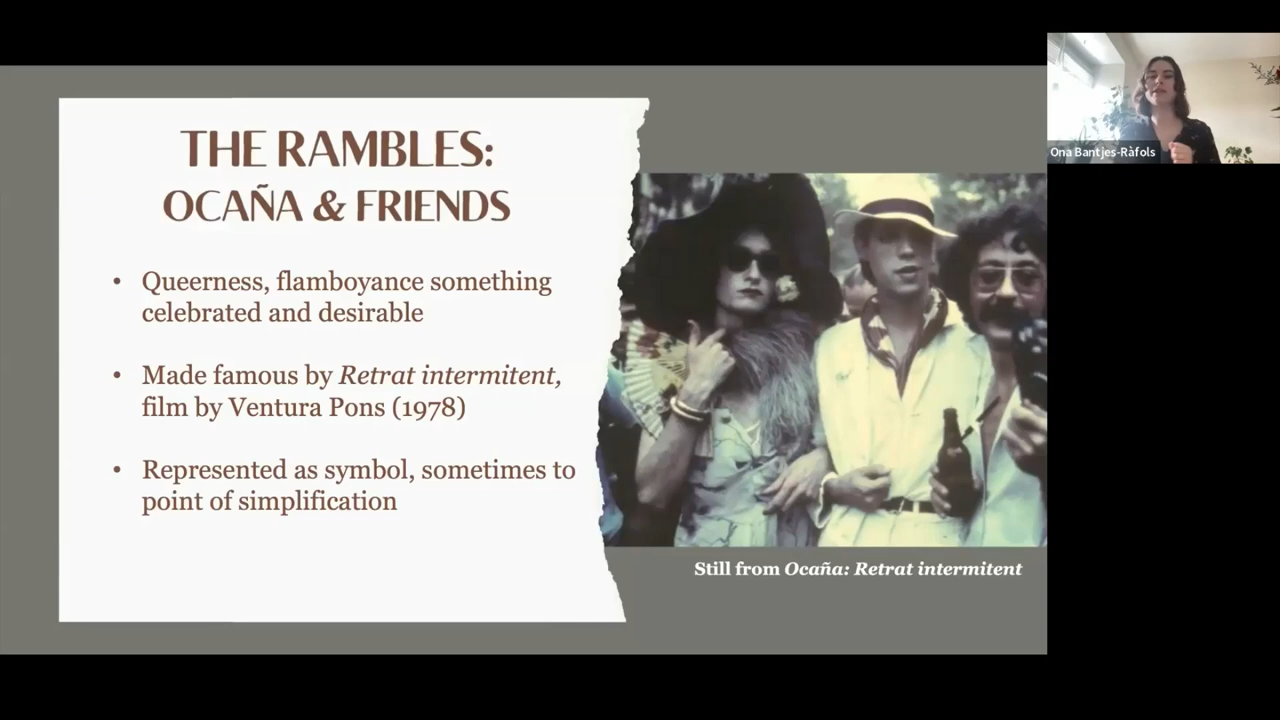 THE RAMBLES:
OCAÑA & FRIENDS
• Queerness, flamboyance something
celebrated and desirable
• Made famous by Retrat intermitent,
film by Ventura Pons (1978)
• Represented as symbol, sometimes to
point of simplification
Still from Ocaña: Retrat intermitent
Ona Bantjes-Ràfols